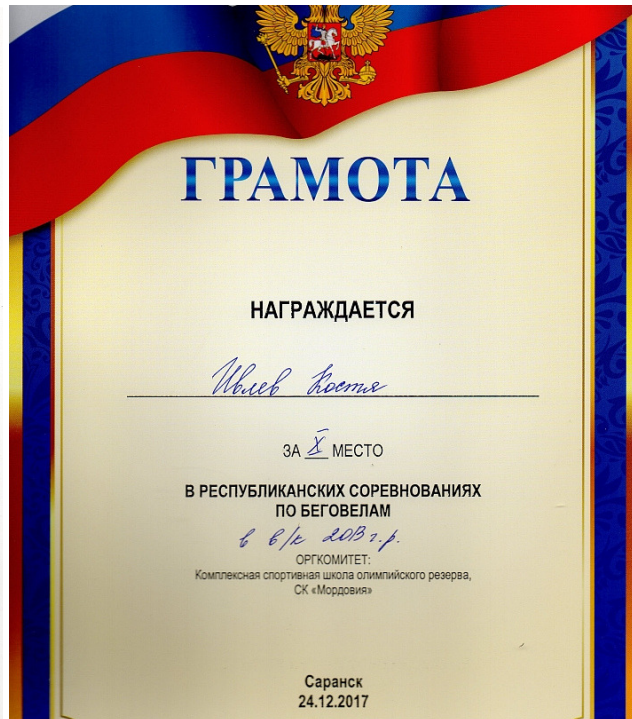 ГРАМОТА
НАГРАЖДАЕТСЯ
Ивлев Костя
ЗА X МЕСТО
В РЕСПУБЛИКАНСКИХ СОРЕВНОВАНИЯХ
ПО БЕГОВЕЛАМ
в в/к 2013 г.р.
ОРГКОМИТЕТ:
Комплексная спортивная школа олимпийского резерва,
СК «Мордовия»
Саранск
24.12.2017